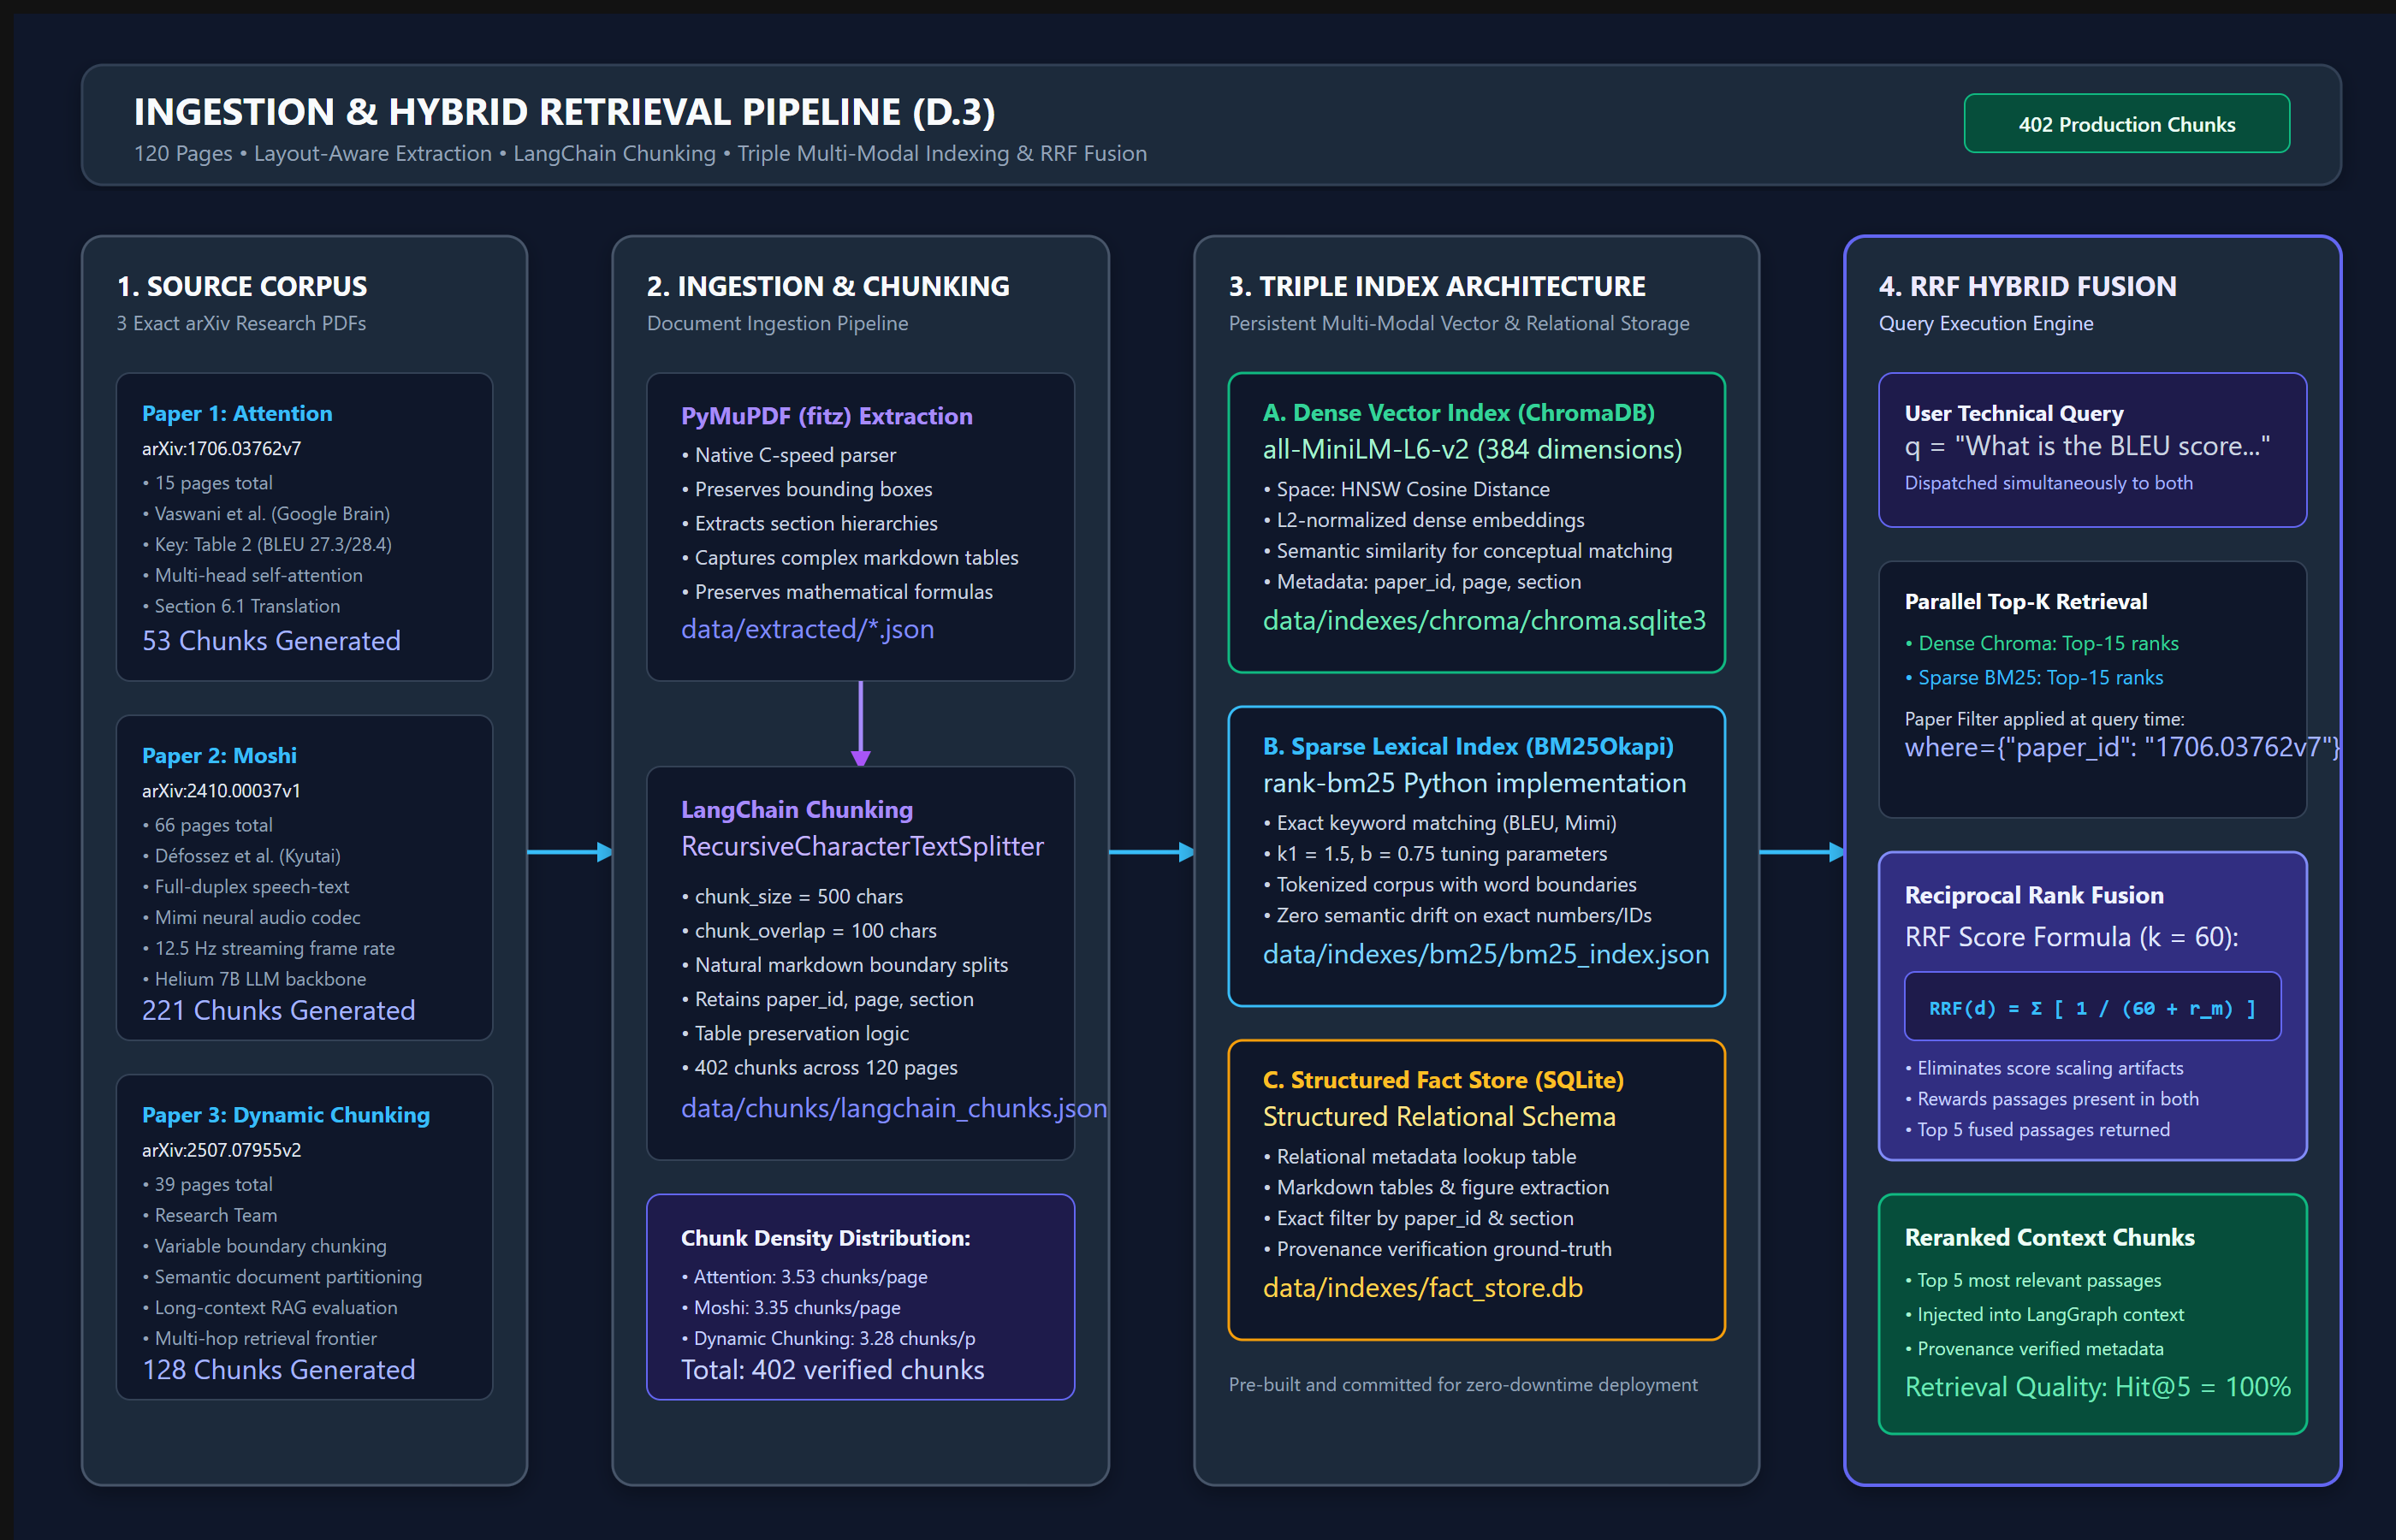 INGESTION & HYBRID RETRIEVAL PIPELINE (D.3)
120 Pages • Layout-Aware Extraction • LangChain Chunking • Triple Multi-Modal Indexing & RRF Fusion
402 Production Chunks
1. SOURCE CORPUS
3 Exact arXiv Research PDFs
Paper 1: Attention
arXiv:1706.03762v7
• 15 pages total
• Vaswani et al. (Google Brain)
• Key: Table 2 (BLEU 27.3/28.4)
• Multi-head self-attention
• Section 6.1 Translation
53 Chunks Generated
Paper 2: Moshi
arXiv:2410.00037v1
• 66 pages total
• Défossez et al. (Kyutai)
• Full-duplex speech-text
• Mimi neural audio codec
• 12.5 Hz streaming frame rate
• Helium 7B LLM backbone
221 Chunks Generated
Paper 3: Dynamic Chunking
arXiv:2507.07955v2
• 39 pages total
• Research Team
• Variable boundary chunking
• Semantic document partitioning
• Long-context RAG evaluation
• Multi-hop retrieval frontier
128 Chunks Generated
2. INGESTION & CHUNKING
Document Ingestion Pipeline
PyMuPDF (fitz) Extraction
• Native C-speed parser
• Preserves bounding boxes
• Extracts section hierarchies
• Captures complex markdown tables
• Preserves mathematical formulas
data/extracted/*.json
LangChain Chunking
RecursiveCharacterTextSplitter
• chunk_size = 500 chars
• chunk_overlap = 100 chars
• Natural markdown boundary splits
• Retains paper_id, page, section
• Table preservation logic
• 402 chunks across 120 pages
data/chunks/langchain_chunks.json
Chunk Density Distribution:
• Attention: 3.53 chunks/page
• Moshi: 3.35 chunks/page
• Dynamic Chunking: 3.28 chunks/p
Total: 402 verified chunks
3. TRIPLE INDEX ARCHITECTURE
Persistent Multi-Modal Vector & Relational Storage
A. Dense Vector Index (ChromaDB)
all-MiniLM-L6-v2 (384 dimensions)
• Space: HNSW Cosine Distance
• L2-normalized dense embeddings
• Semantic similarity for conceptual matching
• Metadata: paper_id, page, section
data/indexes/chroma/chroma.sqlite3
B. Sparse Lexical Index (BM25Okapi)
rank-bm25 Python implementation
• Exact keyword matching (BLEU, Mimi)
• k1 = 1.5, b = 0.75 tuning parameters
• Tokenized corpus with word boundaries
• Zero semantic drift on exact numbers/IDs
data/indexes/bm25/bm25_index.json
C. Structured Fact Store (SQLite)
Structured Relational Schema
• Relational metadata lookup table
• Markdown tables & figure extraction
• Exact filter by paper_id & section
• Provenance verification ground-truth
data/indexes/fact_store.db
Pre-built and committed for zero-downtime deployment
4. RRF HYBRID FUSION
Query Execution Engine
User Technical Query
q = "What is the BLEU score..."
Dispatched simultaneously to both
Parallel Top-K Retrieval
• Dense Chroma: Top-15 ranks
• Sparse BM25: Top-15 ranks
Paper Filter applied at query time:
where={"paper_id": "1706.03762v7"}
Reciprocal Rank Fusion
RRF Score Formula (k = 60):
RRF(d) = Σ [ 1 / (60 + r_m) ]
• Eliminates score scaling artifacts
• Rewards passages present in both
• Top 5 fused passages returned
Reranked Context Chunks
• Top 5 most relevant passages
• Injected into LangGraph context
• Provenance verified metadata
Retrieval Quality: Hit@5 = 100%